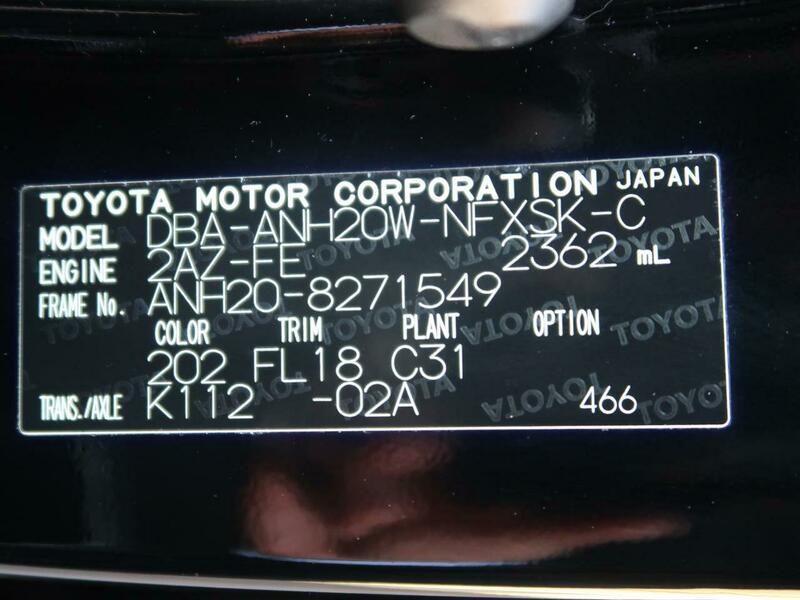 TOYOTA MOTOR CORPORATION JAPAN
MODEL DBA-ANH20W-NFXSK-C
ENGINE 2AZ-FE 2362 mL
FRAME No. ANH20-8271549
COLOR TRIM PLANT OPTION
202 FL18 C31
TRANS./AXLE K112 -02A 466